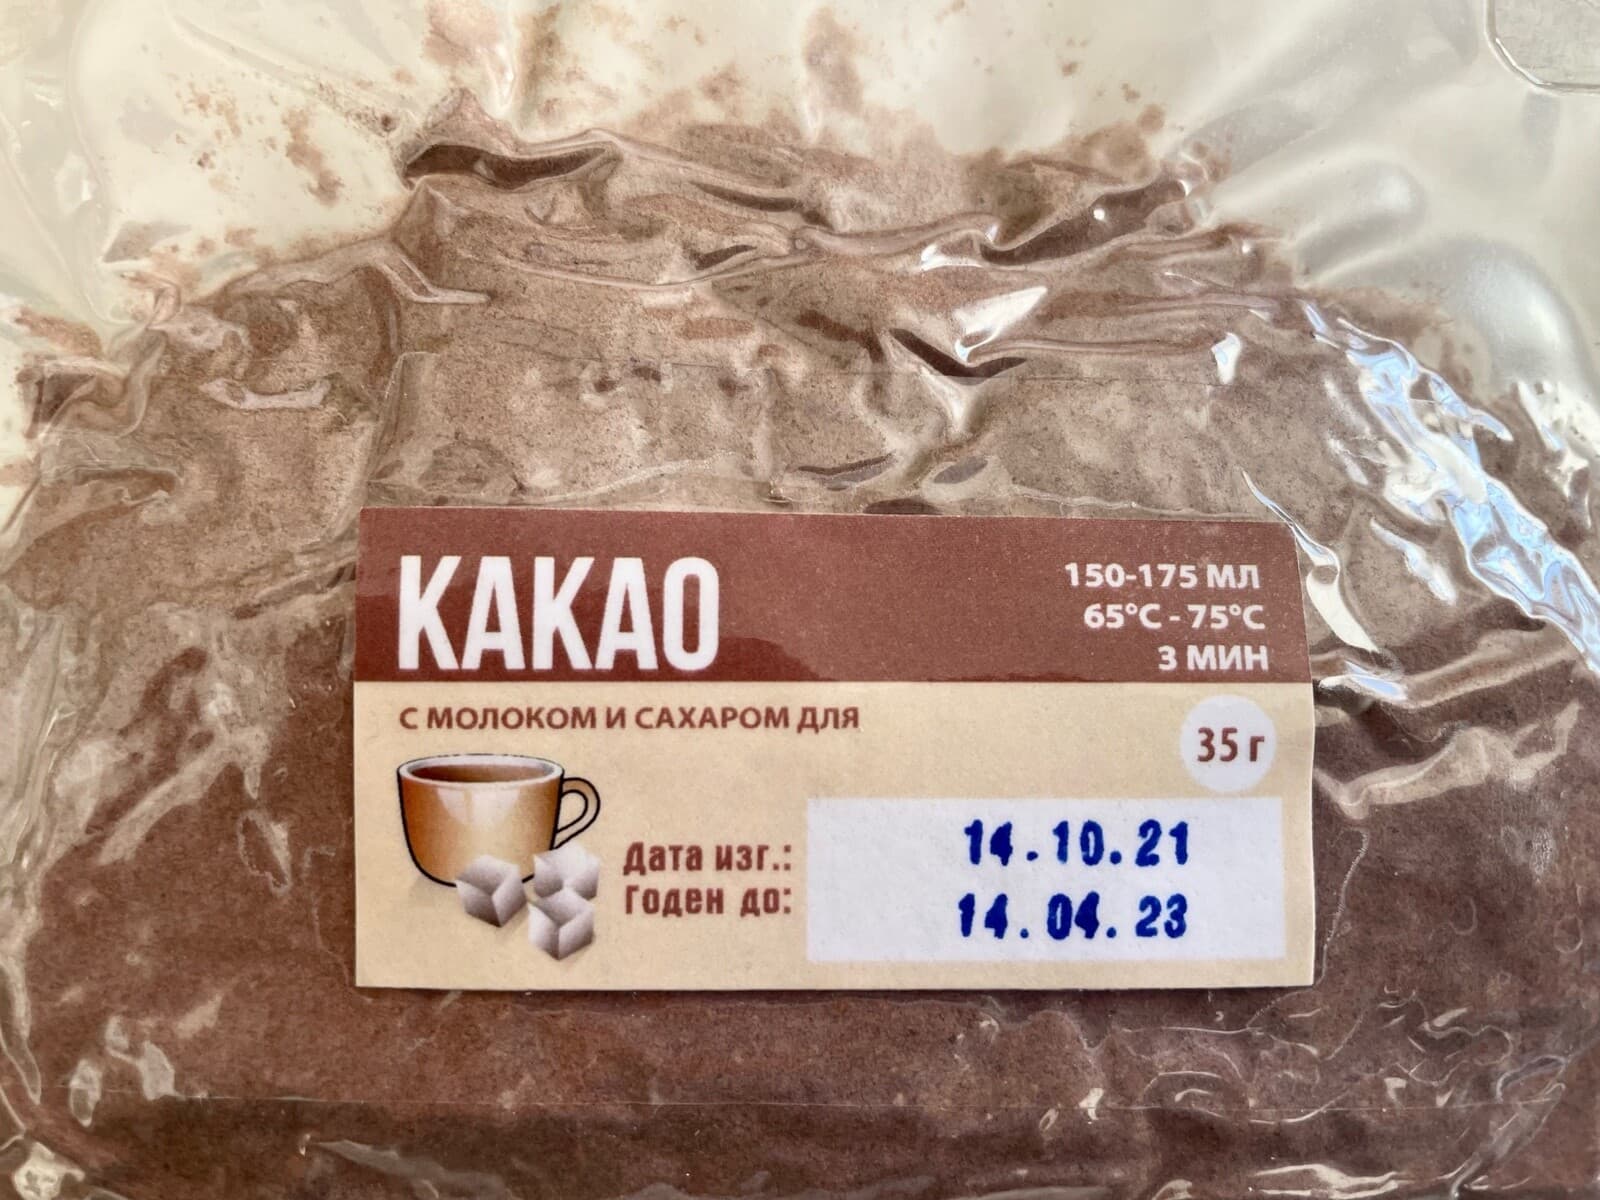 КАКАО
150-175 МЛ
65°С - 75°С
3 МИН
С МОЛОКОМ И САХАРОМ ДЛЯ
35 г
Дата изг.: 14.10.21
Годен до: 14.04.23